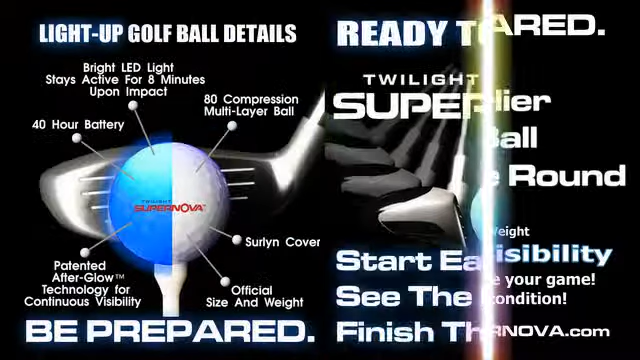 LIGHT-UP GOLF BALL DETAILS
Bright LED Light
Stays Active For 8 Minutes
Upon Impact
80 Compression
Multi-Layer Ball
40 Hour Battery
TWILIGHT
SUPERNOVA™
Surlyn Cover
Patented
After-Glow™
Technology for
Continuous Visibility
Official
Size And Weight
BE PREPARED.
READY T
ARED.
TWILIGHT
SUPER
lier
Ball
Round
Start Ea
See The
Finish Th
eight
isibility
your game!
ondition!
RNOVA.com